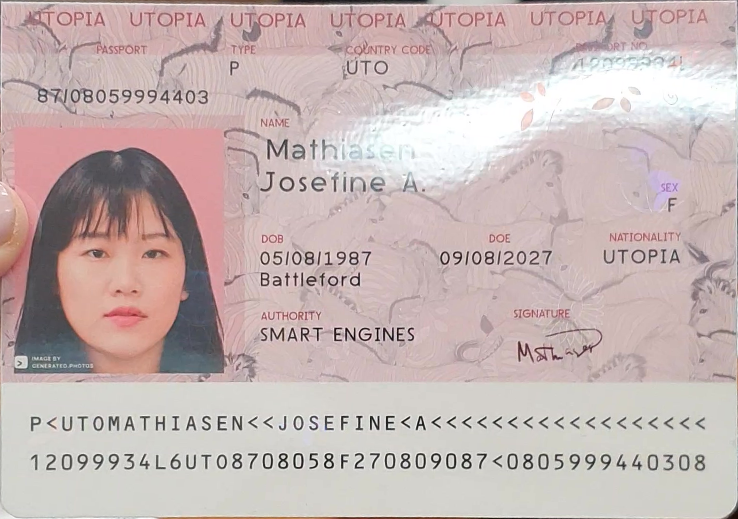 UTOPIA UTOPIA UTOPIA UTOPIA UTOPIA UTOPIA UTOPIA
PASSPORT TYPE COUNTRY CODE PASSPORT NO
P UTO
87/08059994403
NAME
Mathiasen
Josefine A.
SEX
F
DOB DOE NATIONALITY
05/08/1987 09/08/2027 UTOPIA
Battleford
AUTHORITY SIGNATURE
SMART ENGINES
IMAGE BY
GENERATED.PHOTOS
P<UTOMATHIASEN<<JOSEFINE<A<<<<<<<<<<<<<<<<<<
12099934L6UTO8708058F270809087<0805999440308